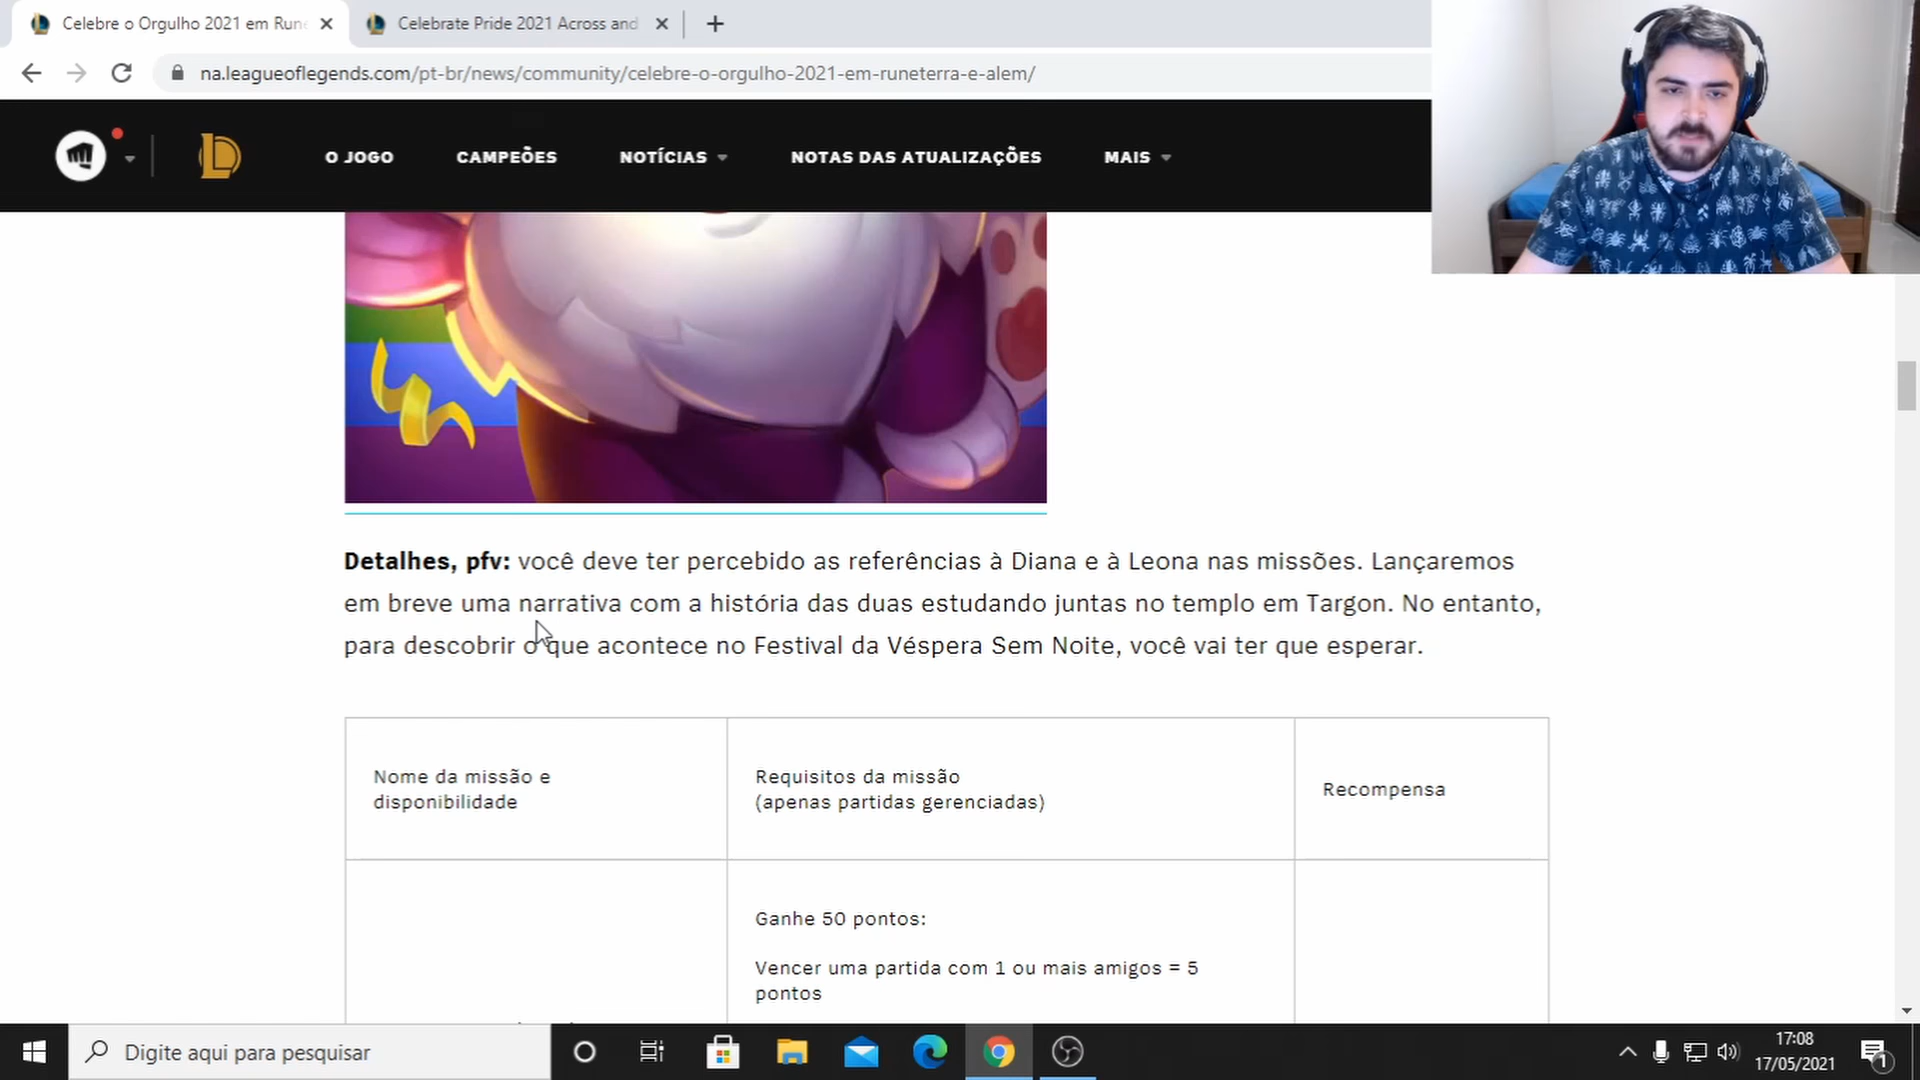 Celebre o Orgulho 2021 em Rune
Celebrate Pride 2021 Across and
na.leagueoflegends.com/pt-br/news/community/celebre-o-orgulho-2021-em-runeterra-e-alem/
O JOGO
CAMPEÕES
NOTÍCIAS
NOTAS DAS ATUALIZAÇÕES
MAIS
Detalhes, pfv: você deve ter percebido as referências à Diana e à Leona nas missões. Lançaremos
em breve uma narrativa com a história das duas estudando juntas no templo em Targon. No entanto,
para descobrir o que acontece no Festival da Véspera Sem Noite, você vai ter que esperar.
Nome da missão e
disponibilidade
Requisitos da missão
(apenas partidas gerenciadas)
Recompensa
Ganhe 50 pontos:
Vencer uma partida com 1 ou mais amigos = 5
pontos
Digite aqui para pesquisar
17:08
17/05/2021
1